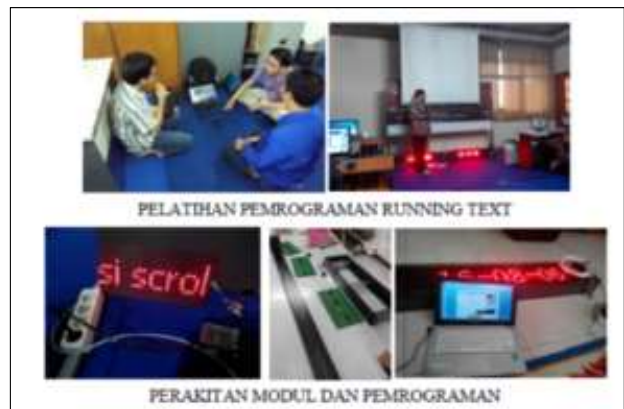 PELATIHAN PEMROGRAMAN RUNNING TEXT
si scrol
PERAKITAN MODUL DAN PEMROGRAMAN